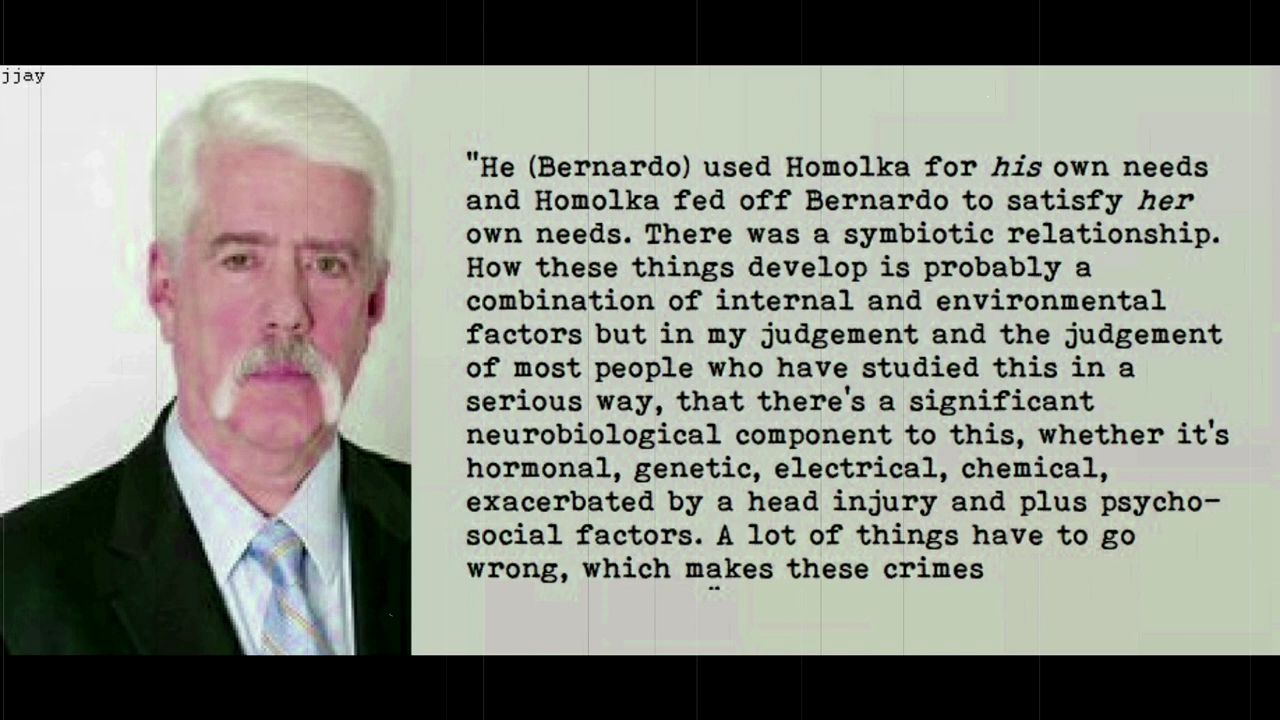 jjay
"He (Bernardo) used Homolka for his own needs
and Homolka fed off Bernardo to satisfy her
own needs. There was a symbiotic relationship.
How these things develop is probably a
combination of internal and environmental
factors but in my judgement and the judgement
of most people who have studied this in a
serious way, that there's a significant
neurobiological component to this, whether it's
hormonal, genetic, electrical, chemical,
exacerbated by a head injury and plus psycho-
social factors. A lot of things have to go
wrong, which makes these crimes
"